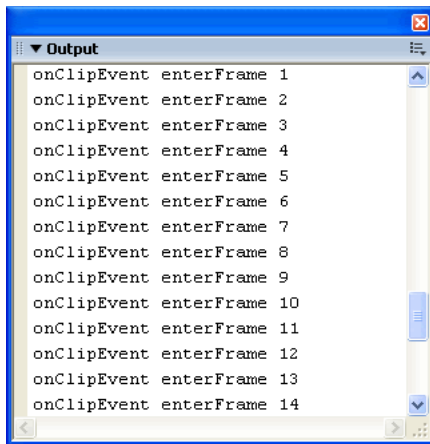 Output
onClipEvent enterFrame 1
onClipEvent enterFrame 2
onClipEvent enterFrame 3
onClipEvent enterFrame 4
onClipEvent enterFrame 5
onClipEvent enterFrame 6
onClipEvent enterFrame 7
onClipEvent enterFrame 8
onClipEvent enterFrame 9
onClipEvent enterFrame 10
onClipEvent enterFrame 11
onClipEvent enterFrame 12
onClipEvent enterFrame 13
onClipEvent enterFrame 14